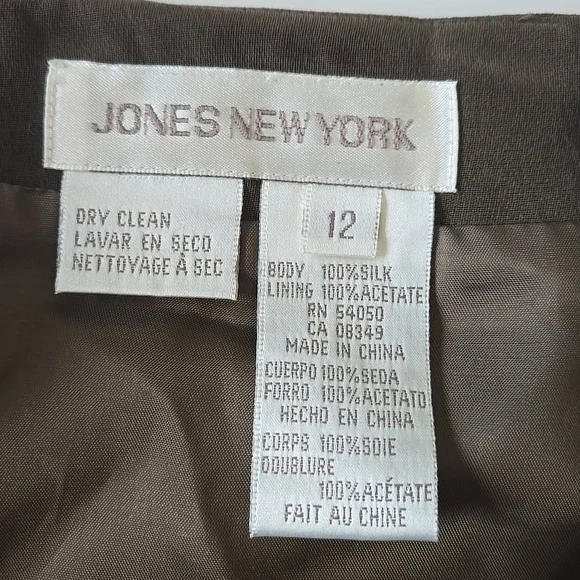 JONES NEW YORK
DRY CLEAN
LAVAR EN SECO
NETTOYAGE À SEC
12
BODY 100%SILK
LINING 100%ACETATE
RN 54050
CA 08349
MADE IN CHINA
CUERPO 100%SEDA
FORRO 100%ACETATO
HECHO EN CHINA
CORPS 100%SOIE
DOUBLURE
100%ACÉTATE
FAIT AU CHINE